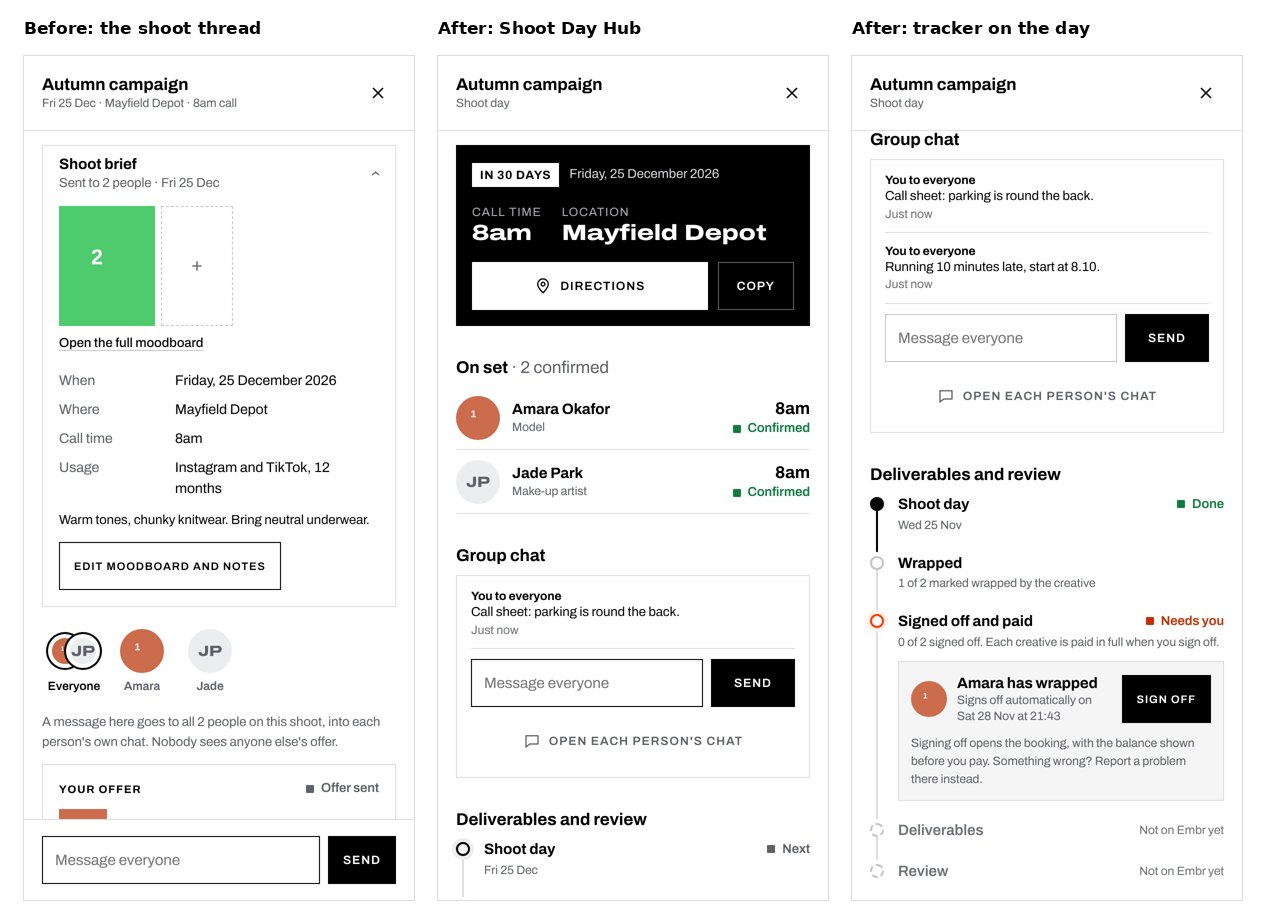 Before: the shoot thread
Autumn campaign
Fri 25 Dec · Mayfield Depot · 8am call
Shoot brief
Sent to 2 people · Fri 25 Dec
2
+
Open the full moodboard
When
Friday, 25 December 2026
Where
Mayfield Depot
Call time
8am
Usage
Instagram and TikTok, 12
months
Warm tones, chunky knitwear. Bring neutral underwear.
EDIT MOODBOARD AND NOTES
1
JP
1
JP
Everyone
Amara
Jade
A message here goes to all 2 people on this shoot, into each
person's own chat. Nobody sees anyone else's offer.
YOUR OFFER
Offer sent
Message everyone
SEND
After: Shoot Day Hub
Autumn campaign
Shoot day
IN 30 DAYS
Friday, 25 December 2026
CALL TIME
LOCATION
8am
Mayfield Depot
DIRECTIONS
COPY
On set · 2 confirmed
1
Amara Okafor
8am
Model
Confirmed
JP
Jade Park
8am
Make-up artist
Confirmed
Group chat
You to everyone
Call sheet: parking is round the back.
Just now
Message everyone
SEND
OPEN EACH PERSON'S CHAT
Deliverables and review
Shoot day
Next
Fri 25 Dec
After: tracker on the day
Autumn campaign
Shoot day
Group chat
You to everyone
Call sheet: parking is round the back.
Just now
You to everyone
Running 10 minutes late, start at 8.10.
Just now
Message everyone
SEND
OPEN EACH PERSON'S CHAT
Deliverables and review
Shoot day
Done
Wed 25 Nov
Wrapped
1 of 2 marked wrapped by the creative
Signed off and paid
Needs you
0 of 2 signed off. Each creative is paid in full when you sign off.
1
Amara has wrapped
Signs off automatically on
Sat 28 Nov at 21:43
SIGN OFF
Signing off opens the booking, with the balance shown
before you pay. Something wrong? Report a problem
there instead.
Deliverables
Not on Embr yet
Review
Not on Embr yet